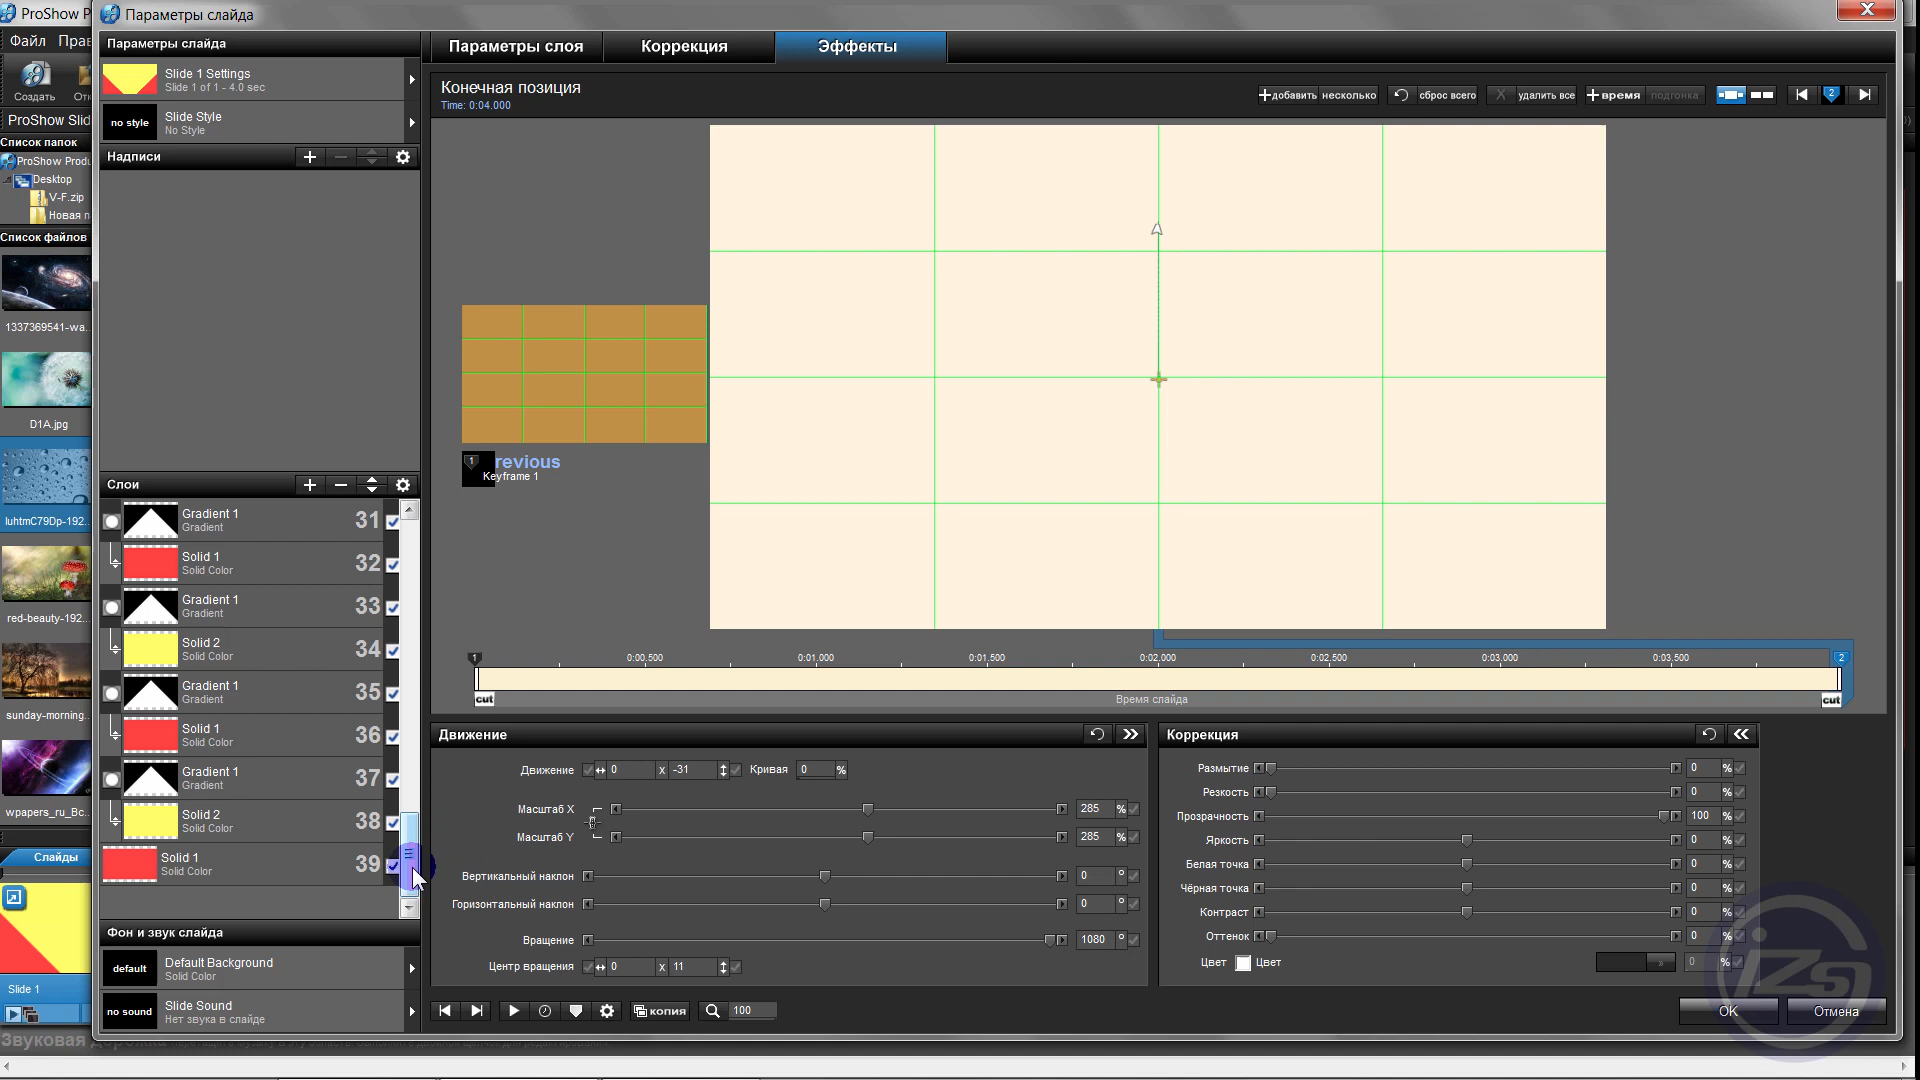 ProShow P
Параметры слайда
Файл
Прав
Создать
Отк
ProShow Slid
Список папок
ProShow Produ
Desktop
V-F.zip
Новая п
Список файлов
1337369541-wa...
D1A.jpg
luhtmC79Dp-192...
red-beauty-192...
sunday-morning...
wpapers_ru_Вс...
Слайды
Slide 1
Параметры слайда
Slide 1 Settings
Slide 1 of 1 - 4.0 sec
no style
Slide Style
No Style
Надписи
Слои
Gradient 1
Gradient
31
Solid 1
Solid Color
32
Gradient 1
Gradient
33
Solid 2
Solid Color
34
Gradient 1
Gradient
35
Solid 1
Solid Color
36
Gradient 1
Gradient
37
Solid 2
Solid Color
38
Solid 1
Solid Color
39
Фон и звук слайда
default
Default Background
Solid Color
no sound
Slide Sound
Нет звука в слайде
Параметры слоя
Коррекция
Эффекты
Конечная позиция
Time: 0:04.000
добавить несколько
сброс всего
X удалить все
время
подгонка
2
1
revious
Keyframe 1
1 0:00.500 0:01.000 0:01.500 0:02.000 0:02.500 0:03.000 0:03.500 2
cut
Время слайда
cut
Движение
Движение 0 x -31 Кривая 0 %
Масштаб X 285 %
Масштаб Y 285 %
Вертикальный наклон 0 °
Горизонтальный наклон 0 °
Вращение 1080 °
Центр вращения 0 x 11
Коррекция
Размытие 0 %
Резкость 0 %
Прозрачность 100 %
Яркость 0 %
Белая точка 0 %
Чёрная точка 0 %
Контраст 0 %
Оттенок 0 %
Цвет Цвет 0 %
копия
100
OK
Отмена
Звуковая дорожка